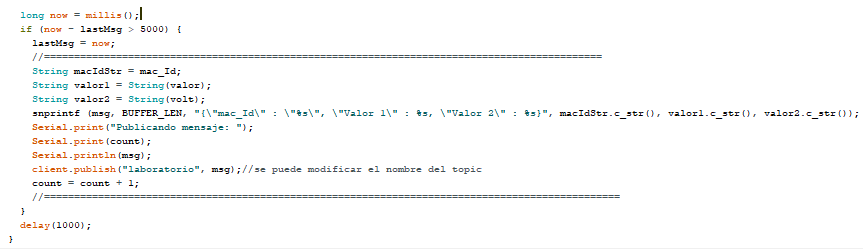 long now = millis();
if (now - lastMsg > 5000) {
lastMsg = now;
//=============================================================================================
String macIdStr = mac_Id;
String valor1 = String(valor);
String valor2 = String(volt);
snprintf (msg, BUFFER_LEN, "{\"mac_Id\" : \"%s\", \"Valor 1\" : %s, \"Valor 2\" : %s}", macIdStr.c_str(), valor1.c_str(), valor2.c_str());
Serial.print("Publicando mensaje: ");
Serial.print(count);
Serial.println(msg);
client.publish("laboratorio", msg);//se puede modificar el nombre del topic
count = count + 1;
//================================================================================================
}
delay(1000);
}